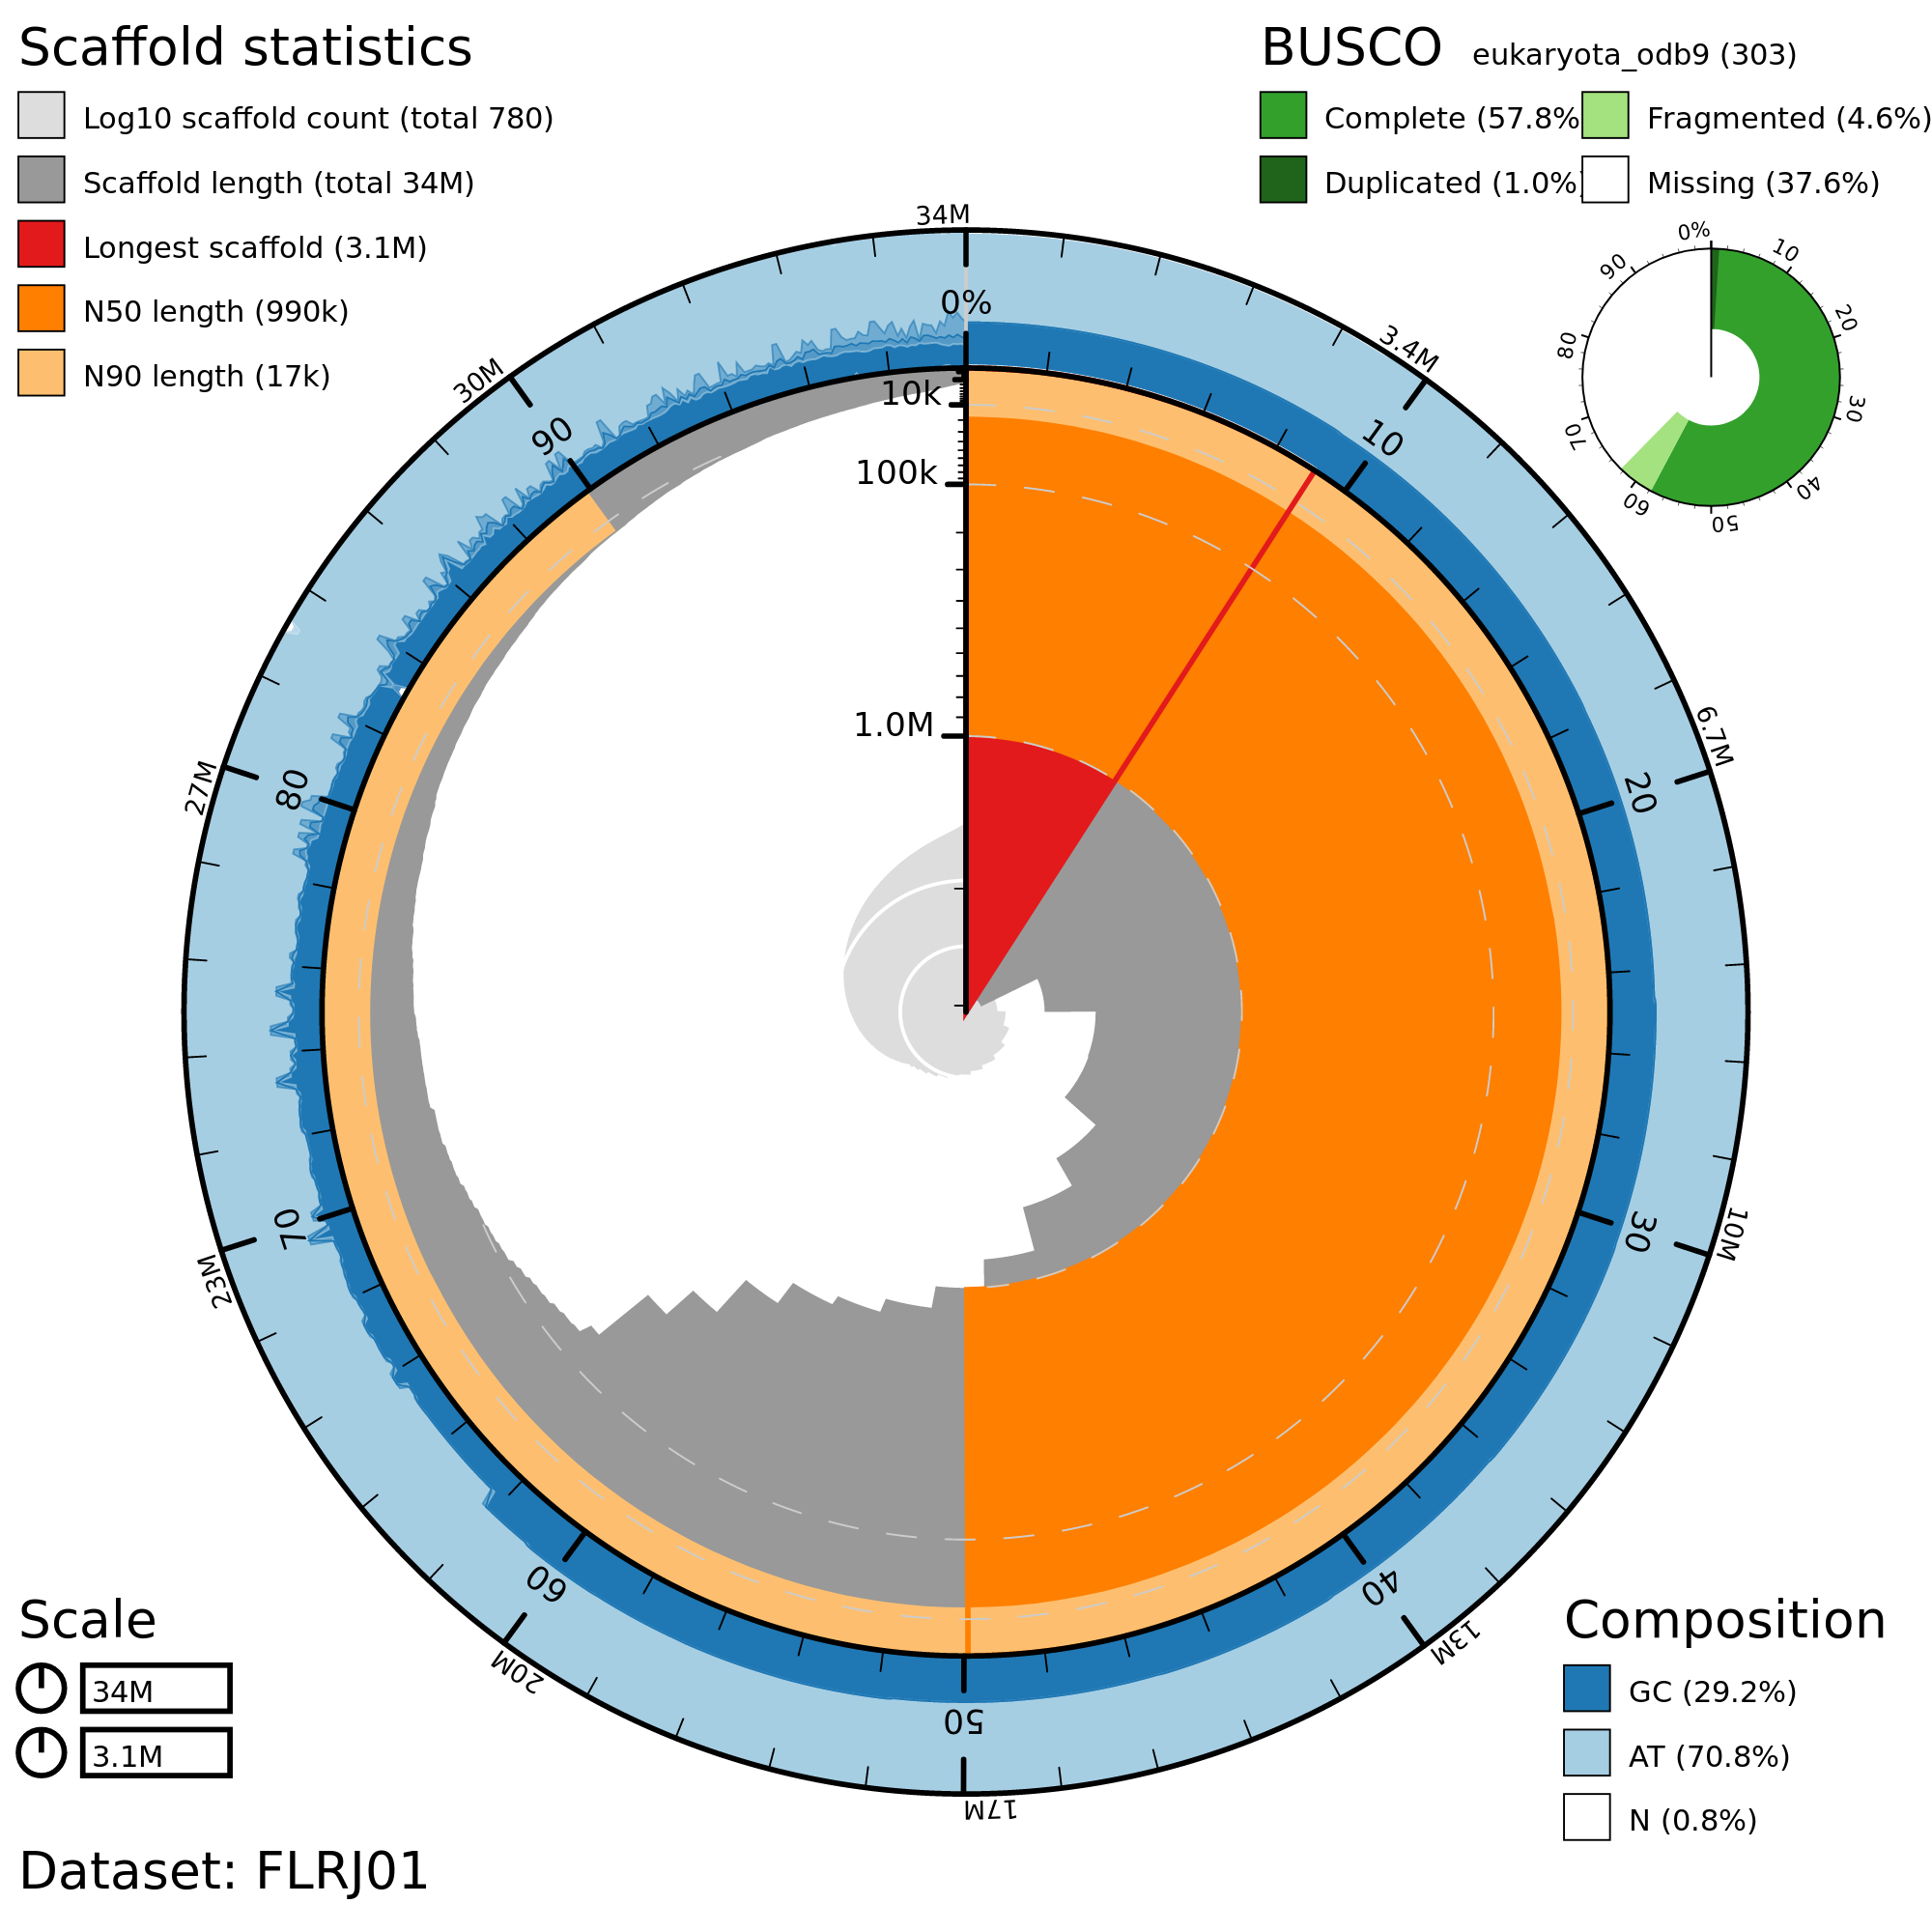 Scaffold statistics
Log10 scaffold count (total 780)
Scaffold length (total 34M)
Longest scaffold (3.1M)
N50 length (990k)
N90 length (17k)
BUSCO eukaryota_odb9 (303)
Complete (57.8%
Fragmented (4.6%)
Duplicated (1.0%)
Missing (37.6%)
0%
10
20
30
40
50
60
70
80
90
34M
3.4M
6.7M
10M
13M
17M
20M
23M
27M
30M
0%
10
20
30
40
50
60
70
80
90
10k
100k
1.0M
Scale
34M
3.1M
Composition
GC (29.2%)
AT (70.8%)
N (0.8%)
Dataset: FLRJ01